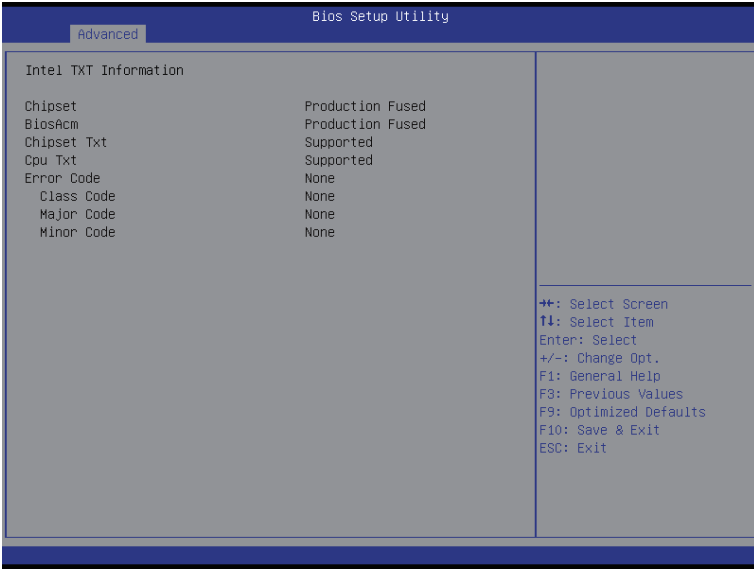 Bios Setup Utility
Advanced
Intel TXT Information
Chipset Production Fused
BiosAcm Production Fused
Chipset Txt Supported
Cpu Txt Supported
Error Code None
Class Code None
Major Code None
Minor Code None
→←: Select Screen
↑↓: Select Item
Enter: Select
+/-: Change Opt.
F1: General Help
F3: Previous Values
F9: Optimized Defaults
F10: Save & Exit
ESC: Exit